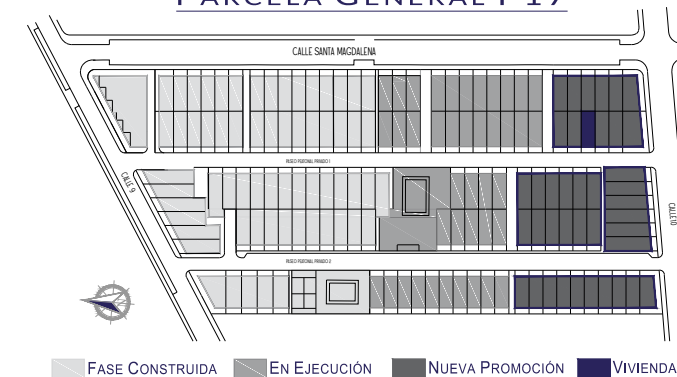 PARCELA GENERAL P17
CALLE SANTA MAGDALENA
PASEO PEATONAL PRIVADO 1
CALLE 9
CALLE 10
PASEO PEATONAL PRIVADO 2
FASE CONSTRUIDA EN EJECUCIÓN NUEVA PROMOCIÓN VIVIENDA